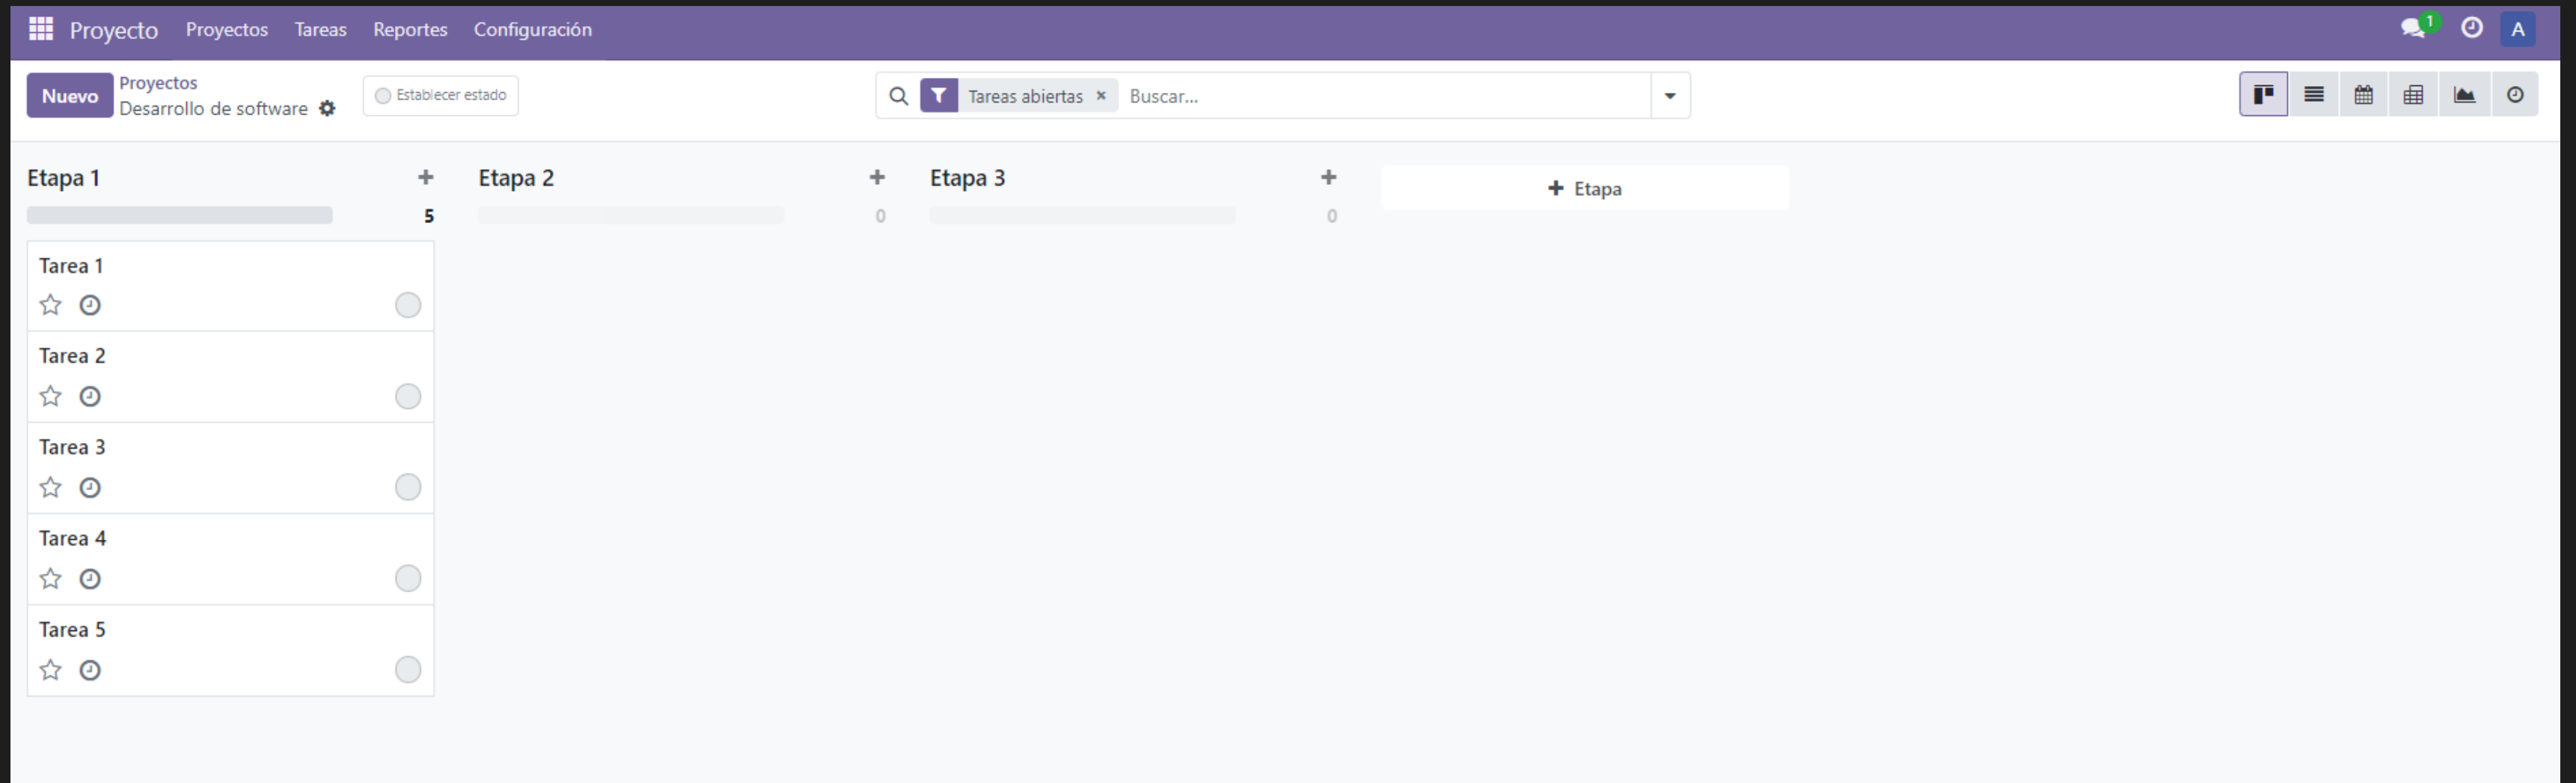 Proyecto Proyectos Tareas Reportes Configuración 1 A
Nuevo Proyectos
Desarrollo de software
Establecer estado
Tareas abiertas × Buscar...
Etapa 1 + Etapa 2 + Etapa 3 + + Etapa
5 0 0
Tarea 1
Tarea 2
Tarea 3
Tarea 4
Tarea 5